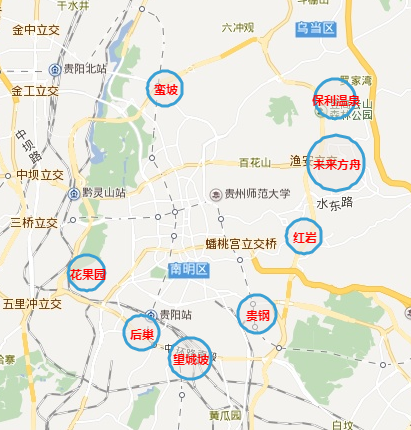 千水井
六冲观
乌当区
金中立交
贵阳北站
蛮坡
金工立交
保利温泉
公园
中坝路
百花山
渔安
未来方舟
中坝立交
黔灵山站
贵州师范大学
水东路
三桥立交
红岩
蟠桃宫立交桥
花果园
南明区
五里冲立交
贵阳站
贵钢
后巢
望城坡
黄瓜园
白坟